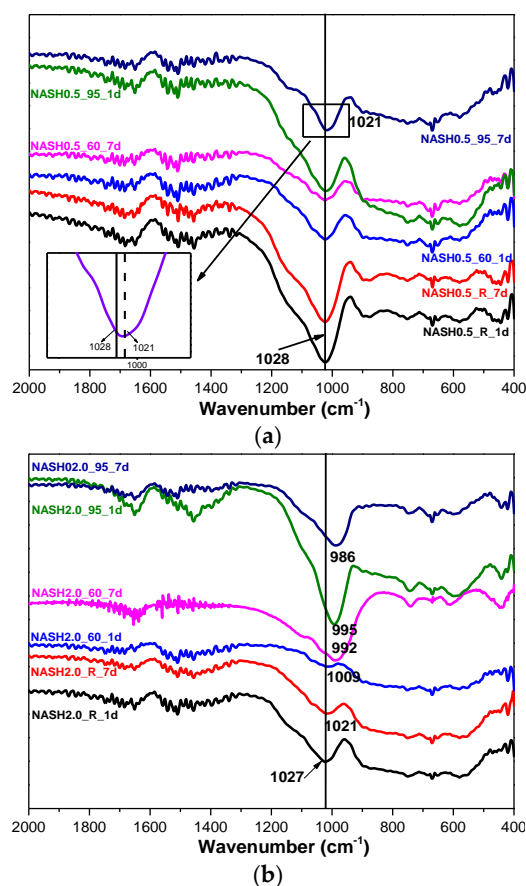 NASH0.5_95_1d
1021
NASH0.5_95_7d
NASH0.5_60_7d
NASH0.5_60_1d
NASH0.5_R_7d
1028
1021
1000
1028
NASH0.5_R_1d
2000 1800 1600 1400 1200 1000 800 600 400
Wavenumber (cm-1)
(a)
NASH02.0_95_7d
NASH2.0_95_1d
986
NASH2.0_60_7d
995
992
NASH2.0_60_1d
1009
NASH2.0_R_7d
1021
NASH2.0_R_1d
1027
2000 1800 1600 1400 1200 1000 800 600 400
Wavenumber (cm-1)
(b)